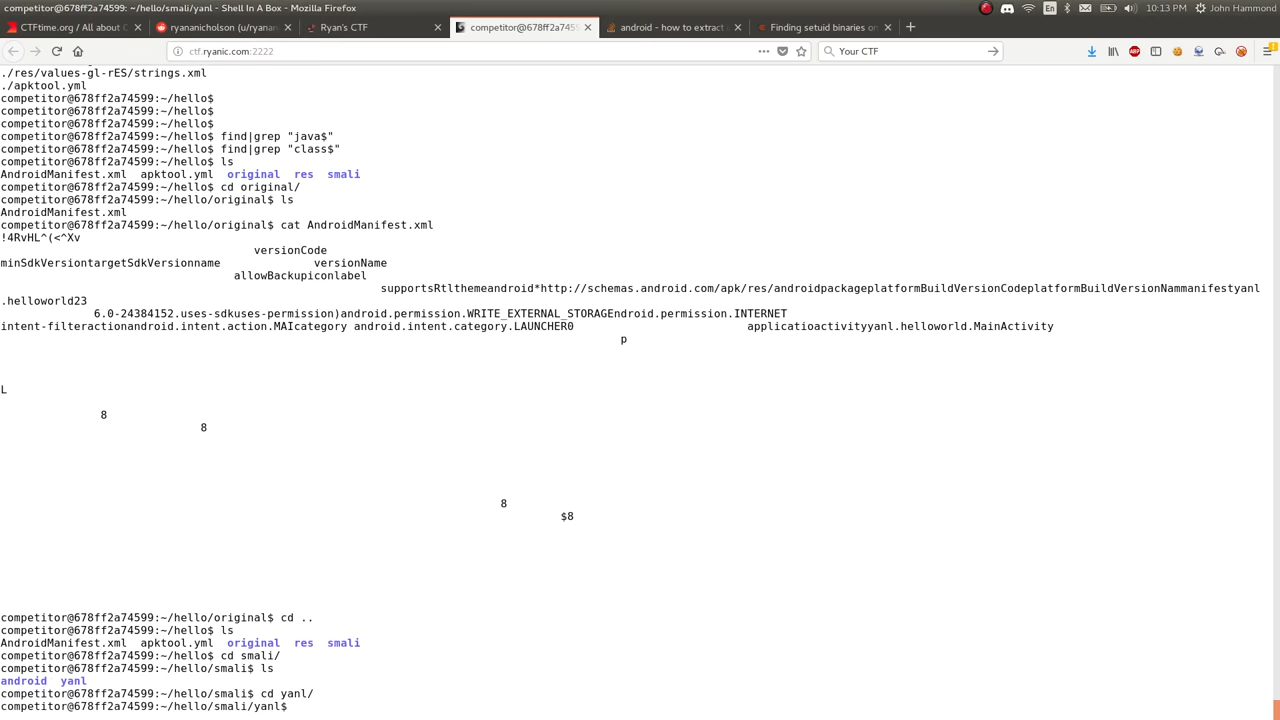 competitor@678ff2a74599: ~/hello/smali/yanl - Shell In A Box - Mozilla Firefox
En
10:13 PM
John Hammond
CTFtime.org / All about C
ryananicholson (u/ryanan
Ryan's CTF
competitor@678ff2a7459
android - how to extract
Finding setuid binaries on
ctf.ryanic.com:2222
Your CTF
./res/values-gl-rES/strings.xml
./apktool.yml
competitor@678ff2a74599:~/hello$
competitor@678ff2a74599:~/hello$
competitor@678ff2a74599:~/hello$
competitor@678ff2a74599:~/hello$ find|grep "java$"
competitor@678ff2a74599:~/hello$ find|grep "class$"
competitor@678ff2a74599:~/hello$ ls
AndroidManifest.xml  apktool.yml  original  res  smali
competitor@678ff2a74599:~/hello$ cd original/
competitor@678ff2a74599:~/hello/original$ ls
AndroidManifest.xml
competitor@678ff2a74599:~/hello/original$ cat AndroidManifest.xml
!4RvHL^(<^Xv
versionCode
minSdkVersiontargetSdkVersionname versionName
allowBackupiconlabel
supportsRtlthemeandroid*http://schemas.android.com/apk/res/androidpackageplatformBuildVersionCodeplatformBuildVersionNammanifestyanl
.helloworld23
6.0-24384152.uses-sdkuses-permission)android.permission.WRITE_EXTERNAL_STORAGEndroid.permission.INTERNET
intent-filteractionandroid.intent.action.MAIcategory android.intent.category.LAUNCHER0 applicatioactivityyanl.helloworld.MainActivity
p
L
8
8
8
$8
competitor@678ff2a74599:~/hello/original$ cd ..
competitor@678ff2a74599:~/hello$ ls
AndroidManifest.xml  apktool.yml  original  res  smali
competitor@678ff2a74599:~/hello$ cd smali/
competitor@678ff2a74599:~/hello/smali$ ls
android  yanl
competitor@678ff2a74599:~/hello/smali$ cd yanl/
competitor@678ff2a74599:~/hello/smali/yanl$